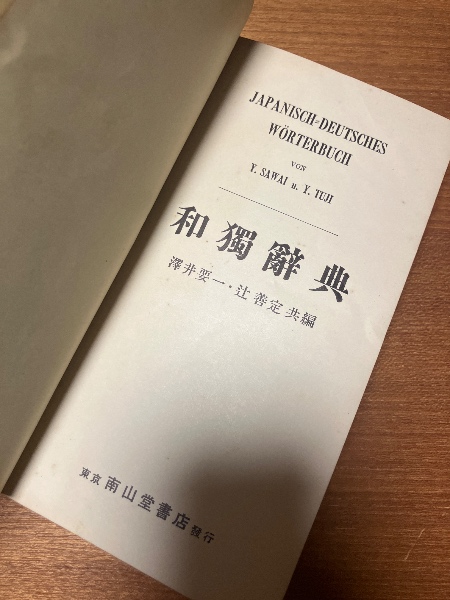 JAPANISCH=DEUTSCHES
WÖRTERBUCH
VON
Y. SAWAI u. Y. TUJI
和獨辭典
澤井要一・辻善定共編
東京 南山堂書店發行